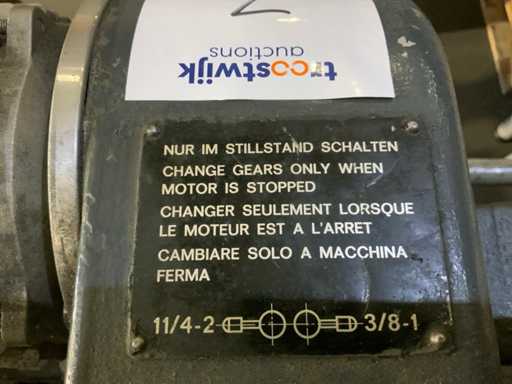 7
troostwijk
auctions
NUR IM STILLSTAND SCHALTEN
CHANGE GEARS ONLY WHEN
MOTOR IS STOPPED
CHANGER SEULEMENT LORSQUE
LE MOTEUR EST A L'ARRET
CAMBIARE SOLO A MACCHINA
FERMA
11/4-2 3/8-1